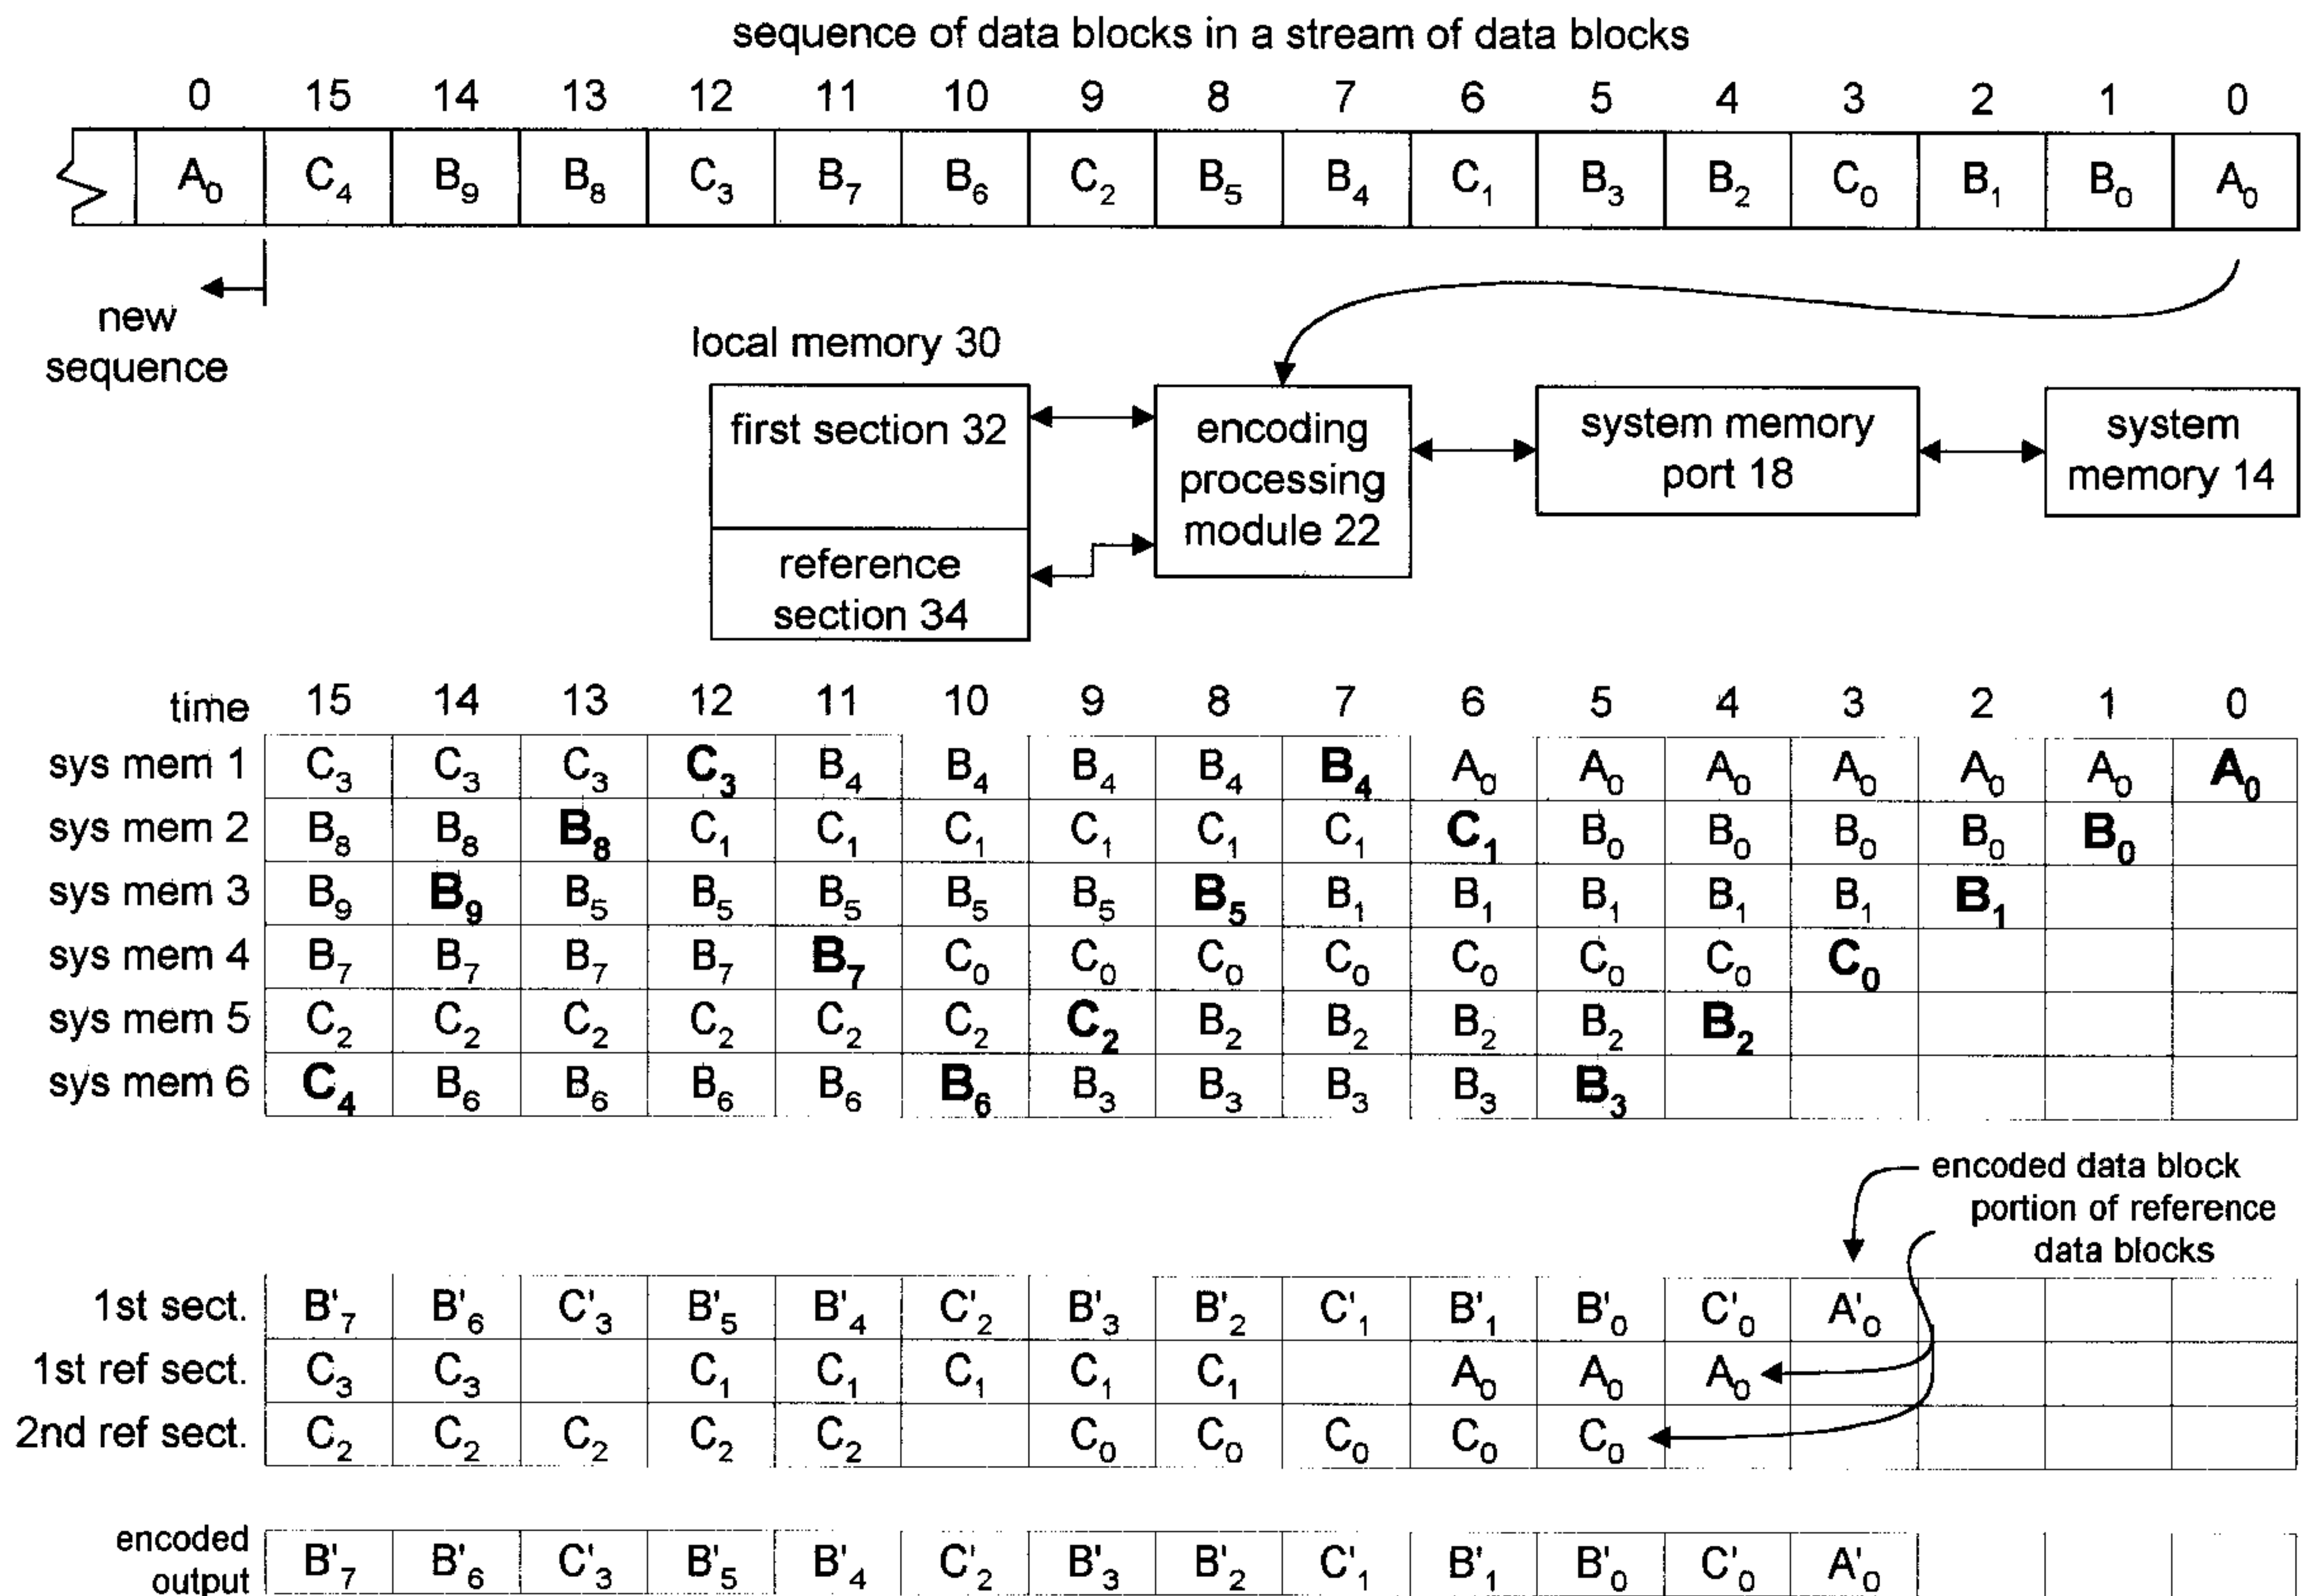 sequence of data blocks in a stream of data blocks
0 15 14 13 12 11 10 9 8 7 6 5 4 3 2 1 0
A₀ C₄ B₉ B₈ C₃ B₇ B₆ C₂ B₅ B₄ C₁ B₃ B₂ C₀ B₁ B₀ A₀
new
sequence
local memory 30
first section 32
reference
section 34
encoding
processing
module 22
system memory
port 18
system
memory 14
time 15 14 13 12 11 10 9 8 7 6 5 4 3 2 1 0
sys mem 1 C₃ C₃ C₃ C₃ B₄ B₄ B₄ B₄ B₄ A₀ A₀ A₀ A₀ A₀ A₀ A₀
sys mem 2 B₈ B₈ B₈ C₁ C₁ C₁ C₁ C₁ C₁ C₁ B₀ B₀ B₀ B₀ B₀
sys mem 3 B₉ B₉ B₅ B₅ B₅ B₅ B₅ B₅ B₁ B₁ B₁ B₁ B₁ B₁
sys mem 4 B₇ B₇ B₇ B₇ B₇ C₀ C₀ C₀ C₀ C₀ C₀ C₀ C₀
sys mem 5 C₂ C₂ C₂ C₂ C₂ C₂ C₂ B₂ B₂ B₂ B₂ B₂
sys mem 6 C₄ B₆ B₆ B₆ B₆ B₆ B₃ B₃ B₃ B₃ B₃
encoded data block
portion of reference
data blocks
1st sect. B'₇ B'₆ C'₃ B'₅ B'₄ C'₂ B'₃ B'₂ C'₁ B'₁ B'₀ C'₀ A'₀
1st ref sect. C₃ C₃ C₁ C₁ C₁ C₁ C₁ A₀ A₀ A₀
2nd ref sect. C₂ C₂ C₂ C₂ C₂ C₀ C₀ C₀ C₀ C₀
encoded
output B'₇ B'₆ C'₃ B'₅ B'₄ C'₂ B'₃ B'₂ C'₁ B'₁ B'₀ C'₀ A'₀